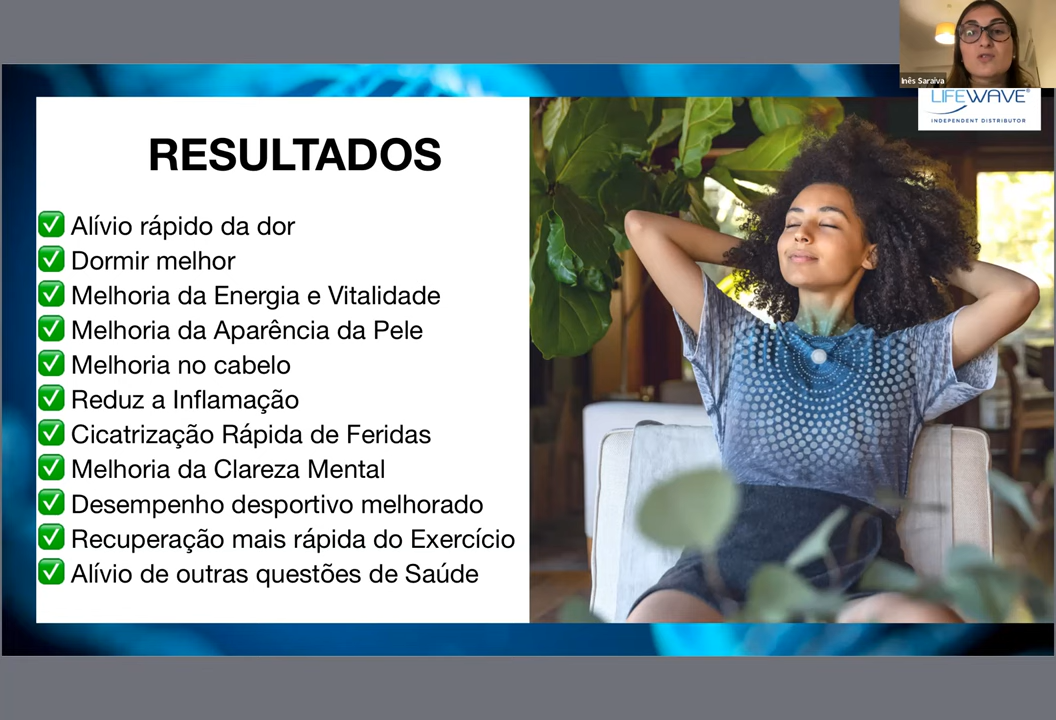 Inês Saraiva
LIFEWAVE®
INDEPENDENT DISTRIBUTOR
RESULTADOS
✅ Alívio rápido da dor
✅ Dormir melhor
✅ Melhoria da Energia e Vitalidade
✅ Melhoria da Aparência da Pele
✅ Melhoria no cabelo
✅ Reduz a Inflamação
✅ Cicatrização Rápida de Feridas
✅ Melhoria da Clareza Mental
✅ Desempenho desportivo melhorado
✅ Recuperação mais rápida do Exercício
✅ Alívio de outras questões de Saúde